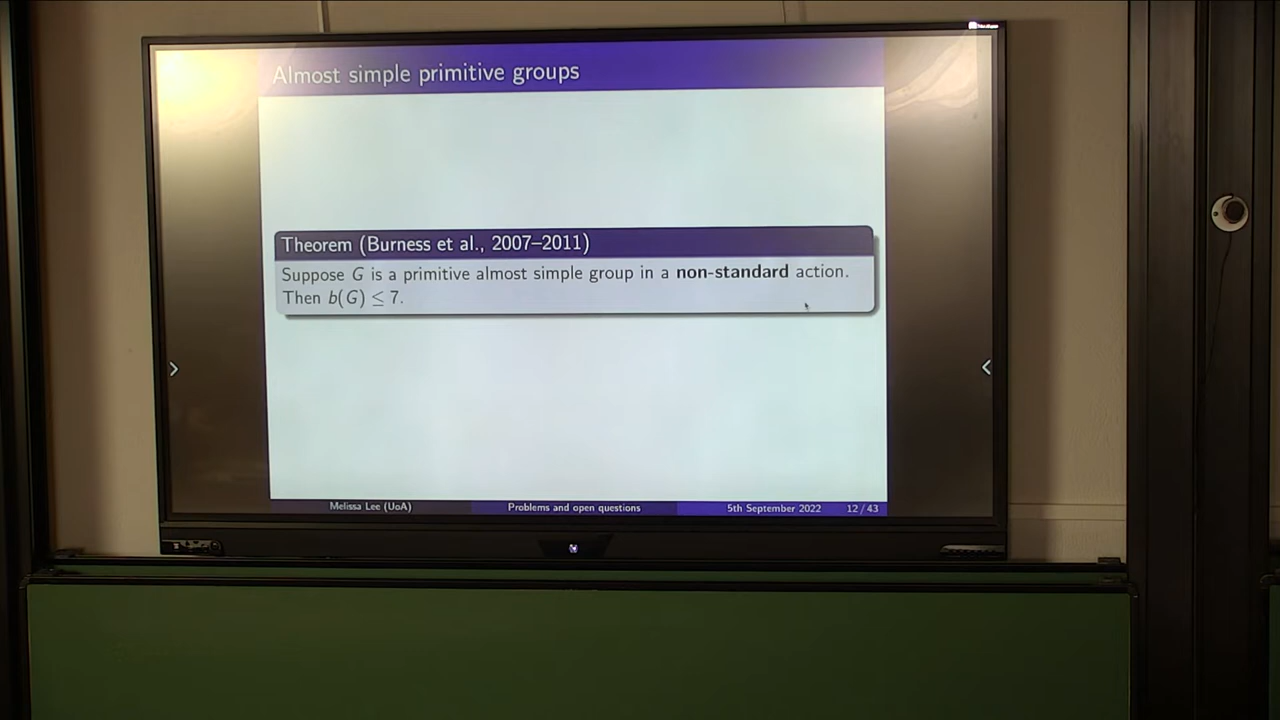 Almost simple primitive groups
Theorem (Burness et al., 2007–2011)
Suppose G is a primitive almost simple group in a non-standard action.
Then b(G) ≤ 7.
Melissa Lee (UoA) Problems and open questions 5th September 2022 12 / 43